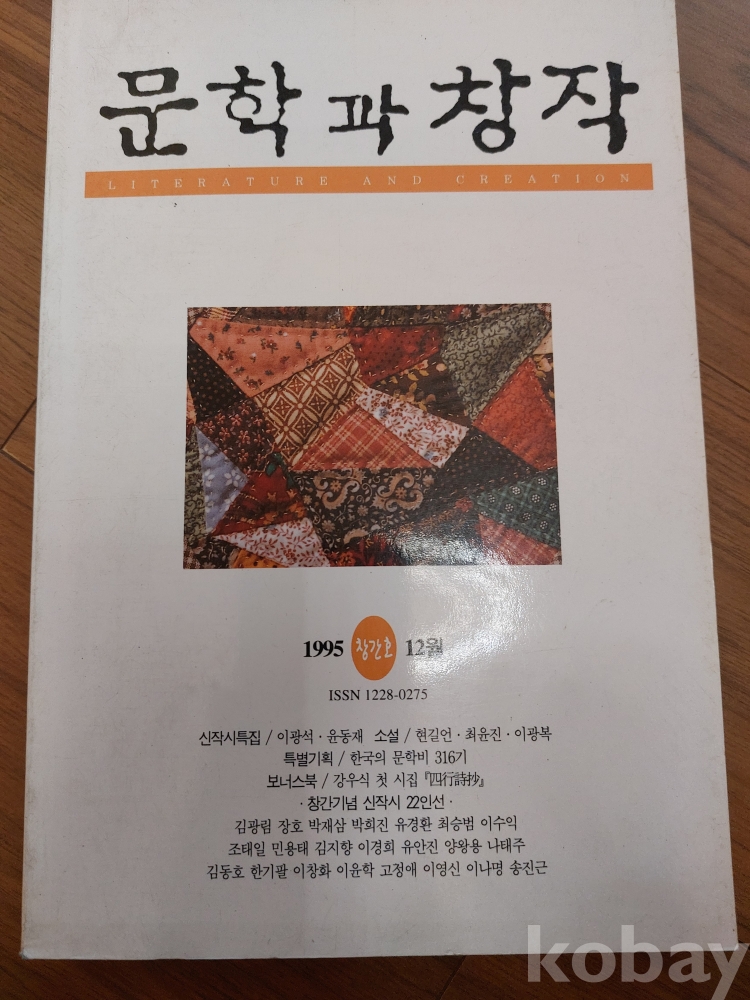 문학과창작
LITERATURE AND CREATION
1995 창간호 12월
ISSN 1228-0275
신작시특집 / 이광석 · 윤동재 소설 / 현길언 · 최윤진 · 이광복
특별기획 / 한국의 문학비 316기
보너스북 / 강우식 첫 시집 『四行詩抄』
· 창간기념 신작시 22인선 ·
김광림 장호 박재삼 박희진 유경환 최승범 이수익
조태일 민용태 김지향 이경희 유안진 양왕용 나태주
김동호 한기팔 이창화 이윤학 고정애 이영신 이나명 송진근
kobay